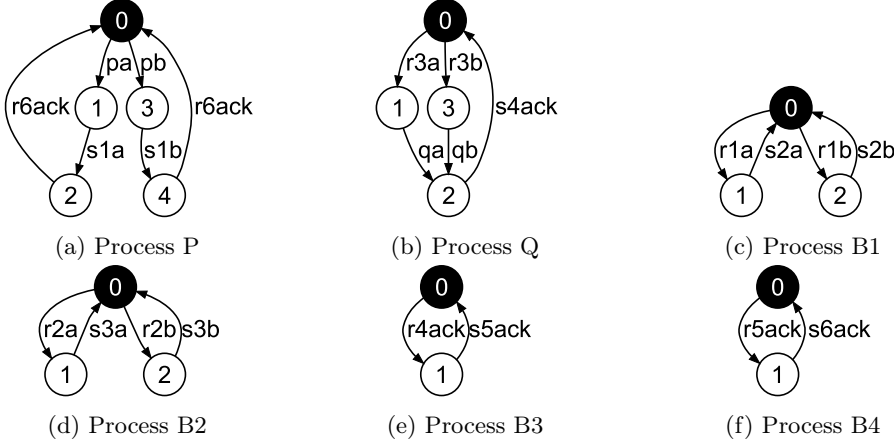 0
pa pb
r6ack 1 3 r6ack
s1a s1b
2 4
(a) Process P
0
r3a r3b
1 3 s4ack
qa qb
2
(b) Process Q
0
r1a s2a r1b s2b
1 2
(c) Process B1
0
r2a s3a r2b s3b
1 2
(d) Process B2
0
r4ack s5ack
1
(e) Process B3
0
r5ack s6ack
1
(f) Process B4